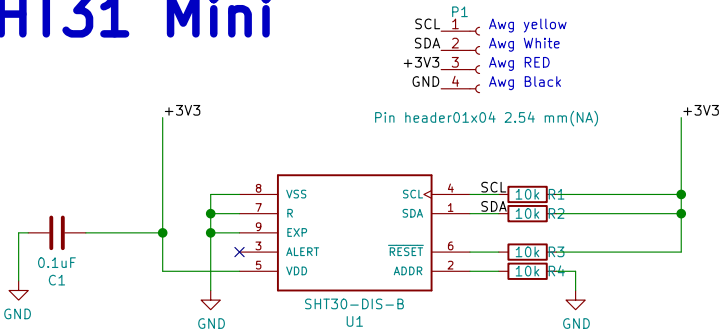 HT31 Mini
P1
SCL 1 Awg yellow
SDA 2 Awg White
+3V3 3 Awg RED
GND 4 Awg Black
Pin header01x04 2.54 mm(NA)
+3V3
+3V3
8 VSS
7 R
9 EXP
3 ALERT
5 VDD
SCL 4 SCL 10k R1
SDA 1 SDA 10k R2
RESET 6 10k R3
ADDR 2 10k R4
0.1uF
C1
GND
GND
SHT30-DIS-B
U1
GND